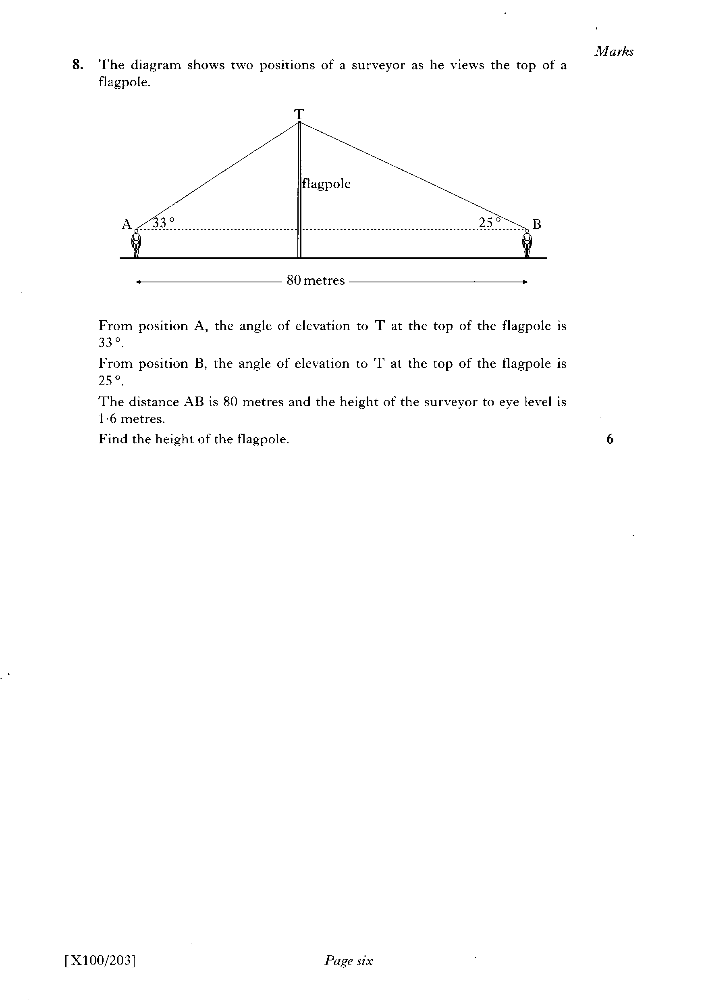 Marks
8. The diagram shows two positions of a surveyor as he views the top of a
flagpole.
T
flagpole
A 33° 25° B
80 metres
From position A, the angle of elevation to T at the top of the flagpole is
33°.
From position B, the angle of elevation to T at the top of the flagpole is
25°.
The distance AB is 80 metres and the height of the surveyor to eye level is
1·6 metres.
Find the height of the flagpole. 6
[X100/203] Page six